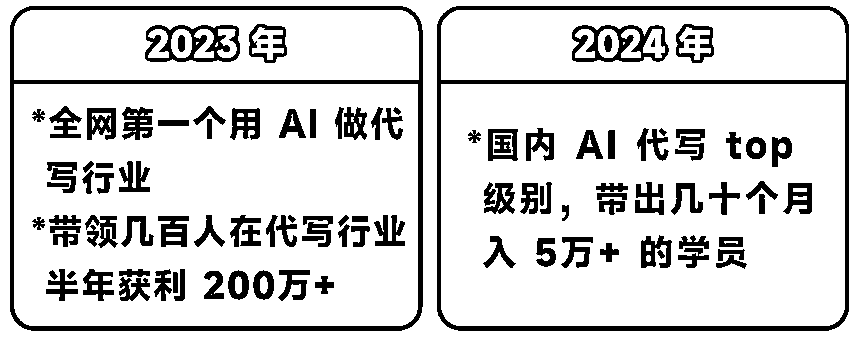 2023 年
*全网第一个用 AI 做代
写行业
*带领几百人在代写行业
半年获利 200万+
2024 年
*国内 AI 代写 top
级别，带出几十个月
入 5万+ 的学员